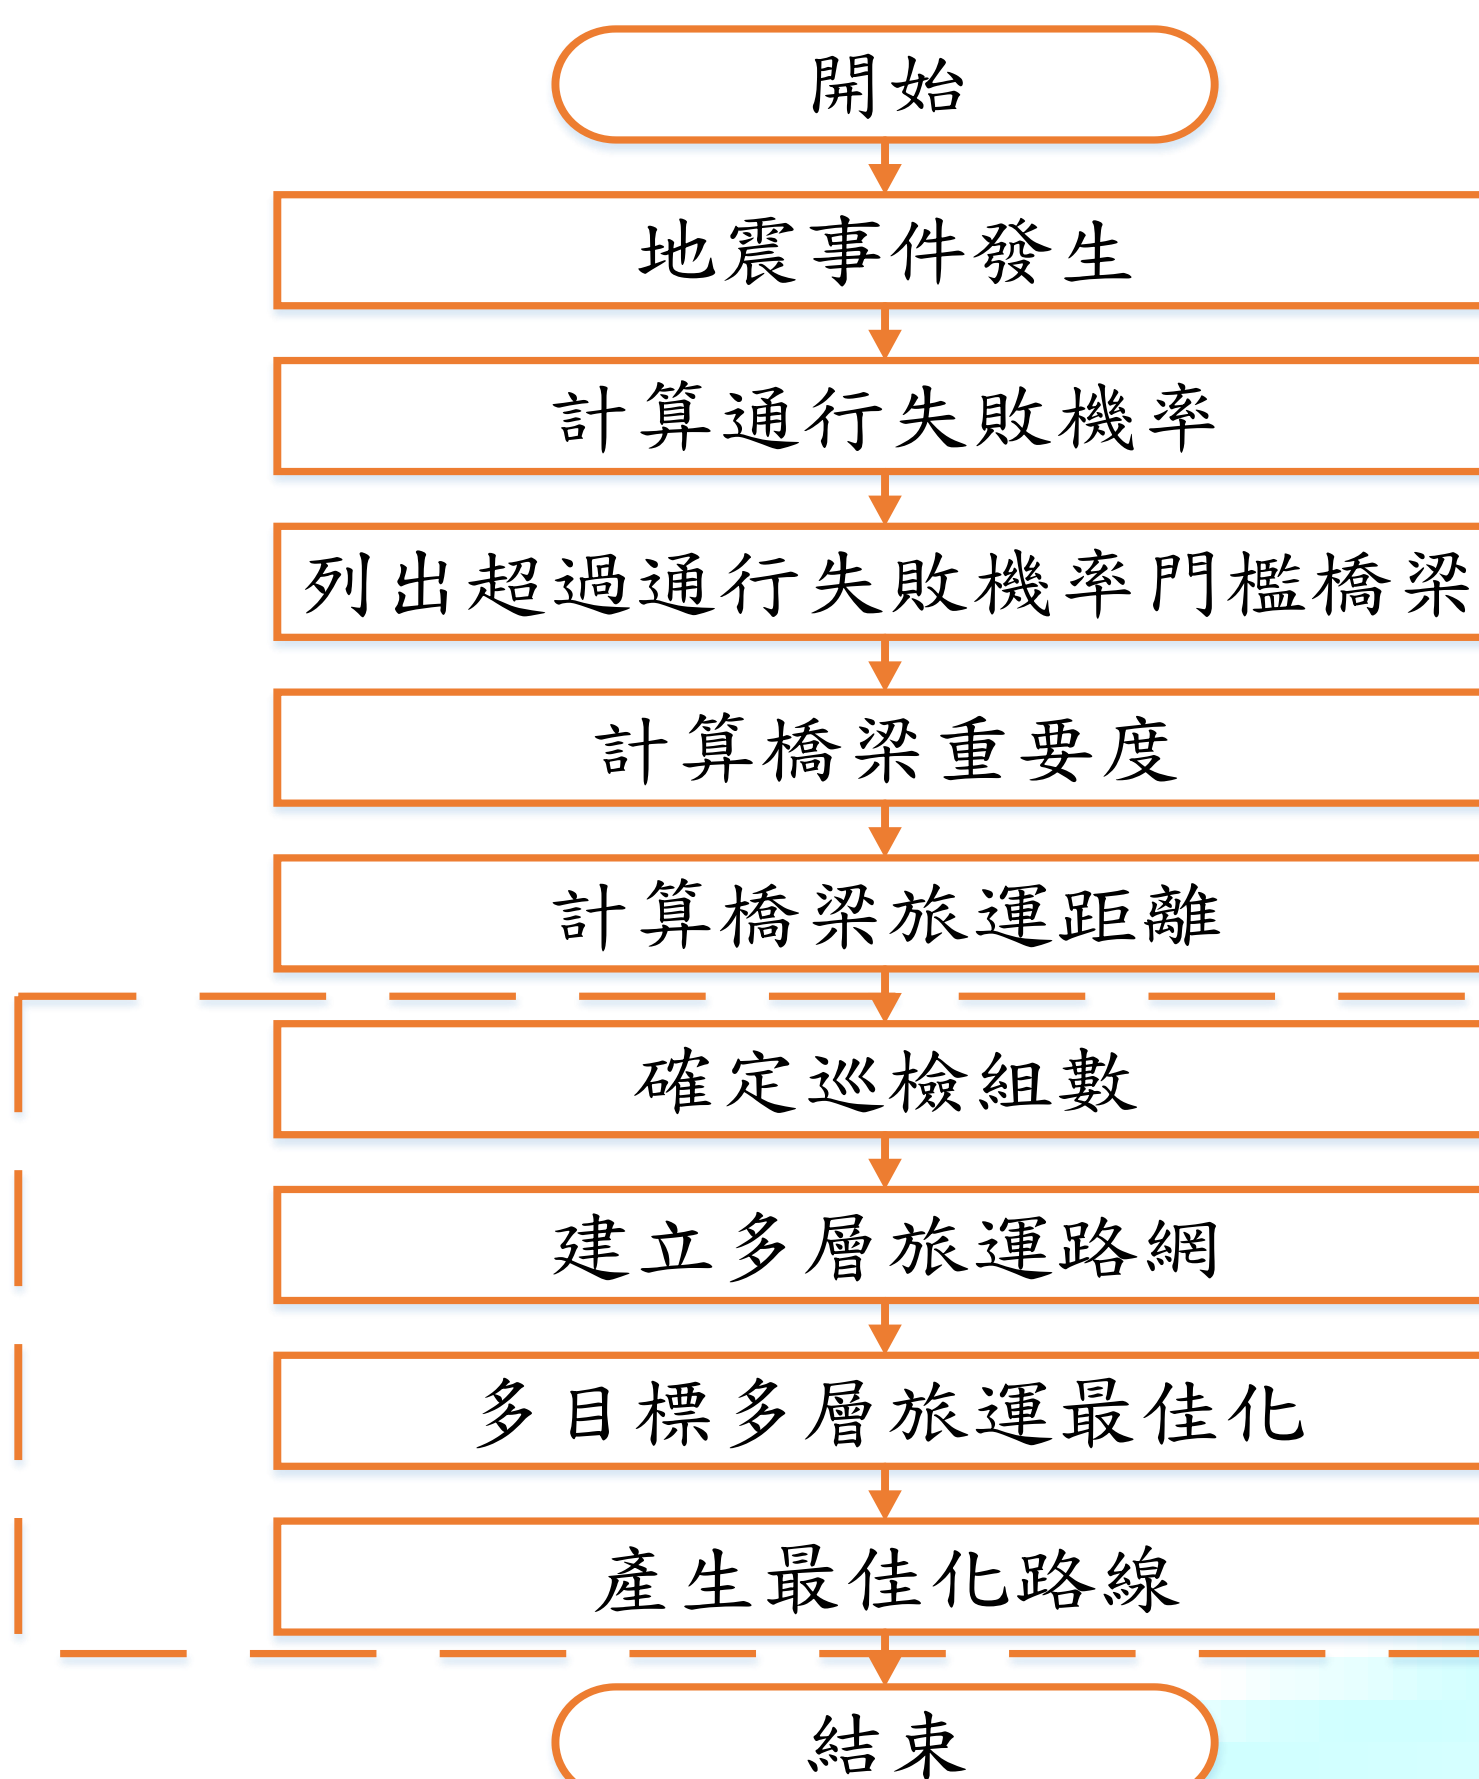 開始
地震事件發生
計算通行失敗機率
列出超過通行失敗機率門檻橋梁
計算橋梁重要度
計算橋梁旅運距離
確定巡檢組數
建立多層旅運路網
多目標多層旅運最佳化
產生最佳化路線
結束